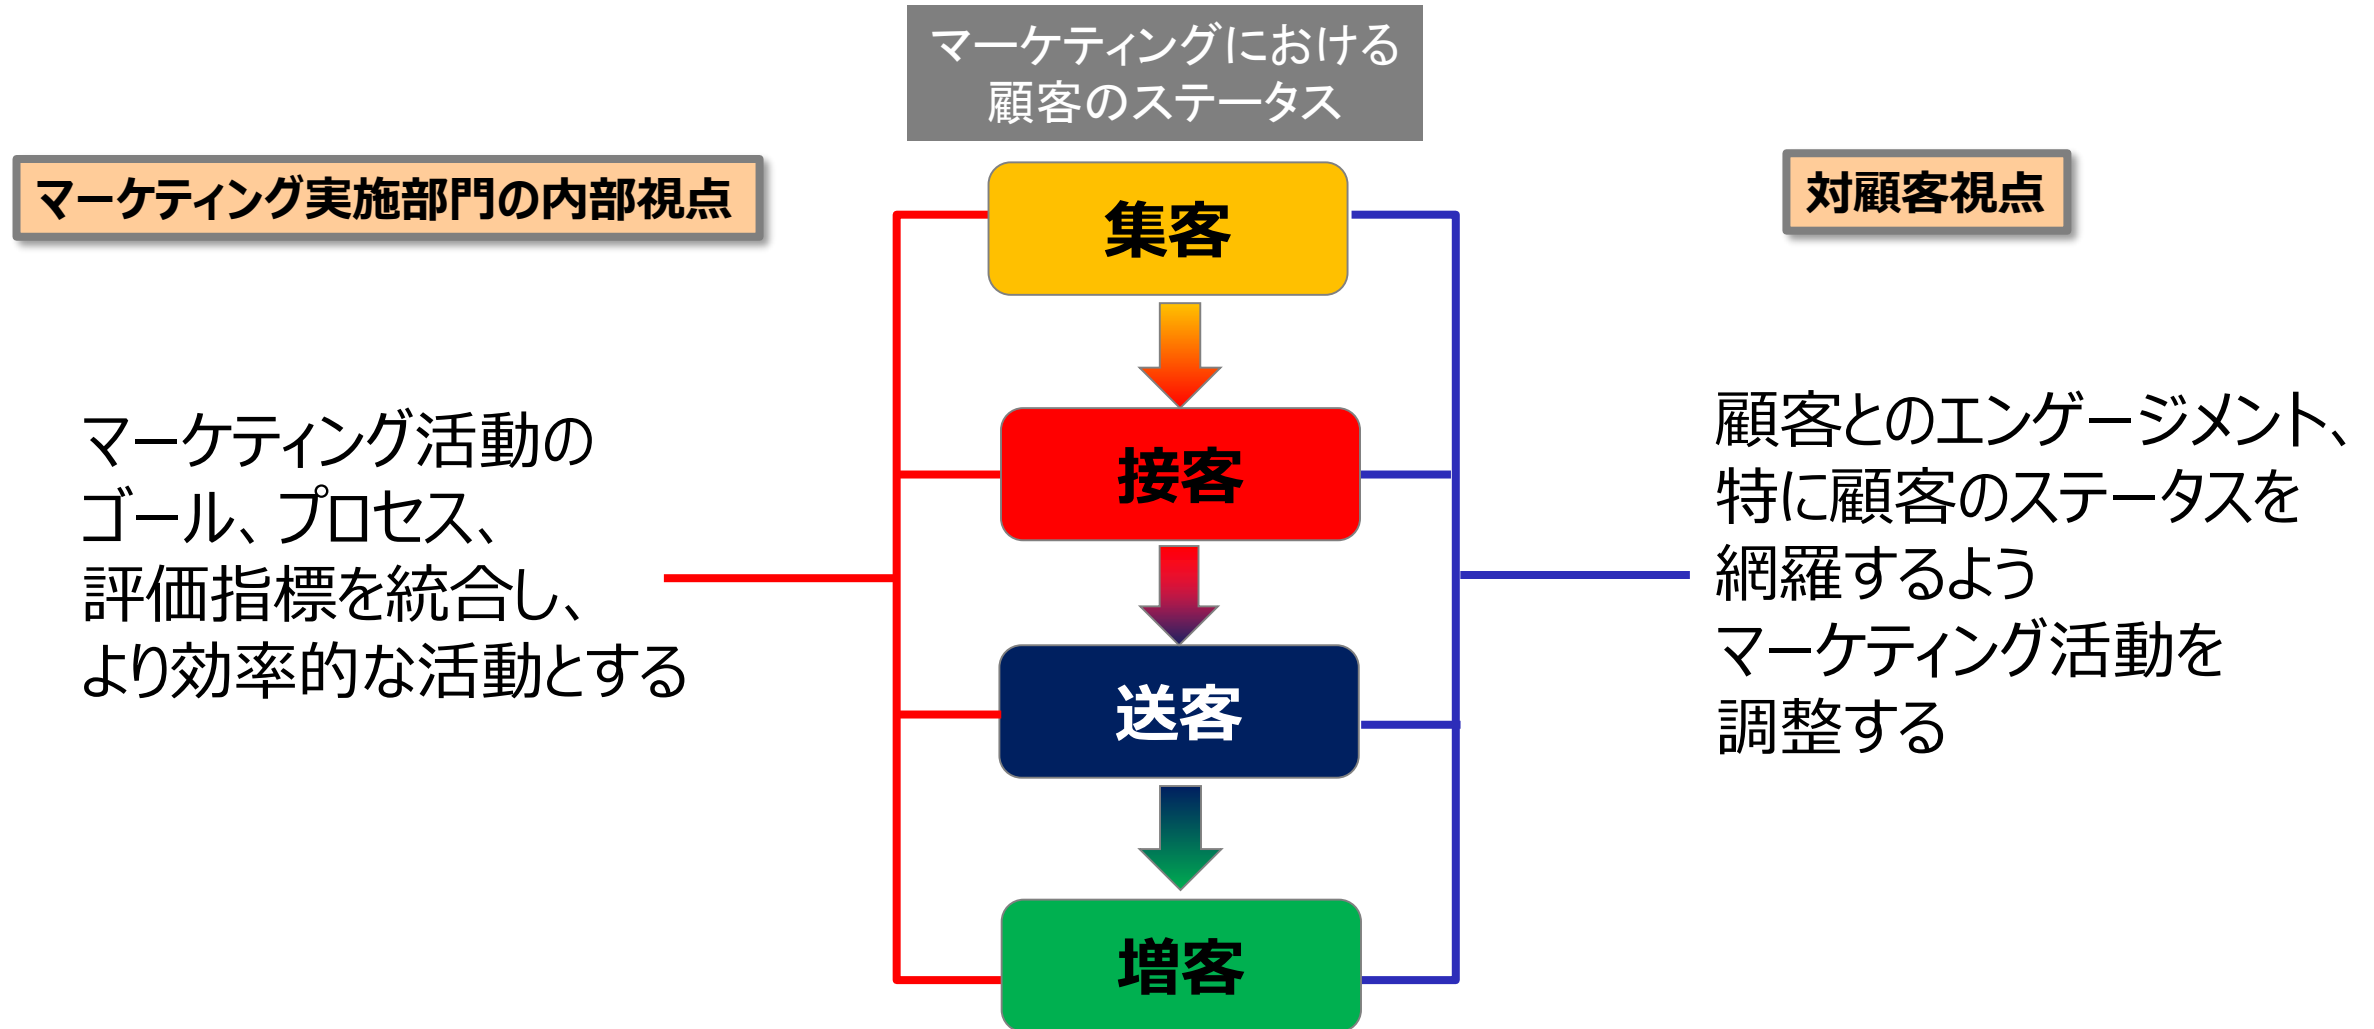 マーケティングにおける
顧客のステータス
マーケティング実施部門の内部視点
対顧客視点
集客
接客
送客
増客
マーケティング活動の
ゴール、プロセス、
評価指標を統合し、
より効率的な活動とする
顧客とのエンゲージメント、
特に顧客のステータスを
網羅するよう
マーケティング活動を
調整する